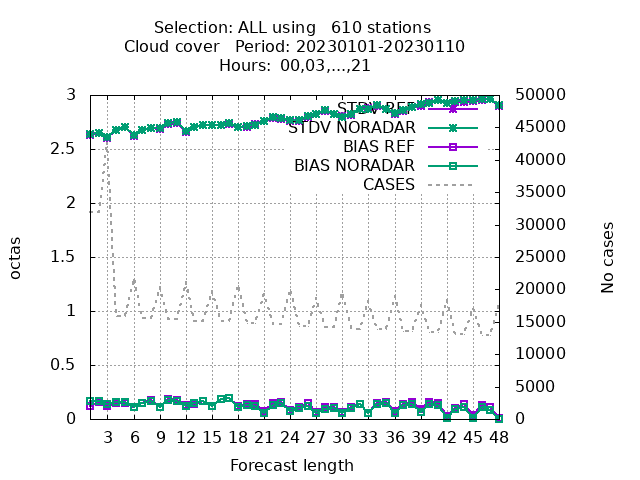 Selection: ALL using   610 stations
Cloud cover   Period: 20230101-20230110
Hours:  00,03,...,21
3
2.5
2
1.5
1
0.5
0
50000
45000
40000
35000
30000
25000
20000
15000
10000
5000
0
STDV REF
STDV NORADAR
BIAS REF
BIAS NORADAR
CASES
octas
No cases
3 6 9 12 15 18 21 24 27 30 33 36 39 42 45 48
Forecast length